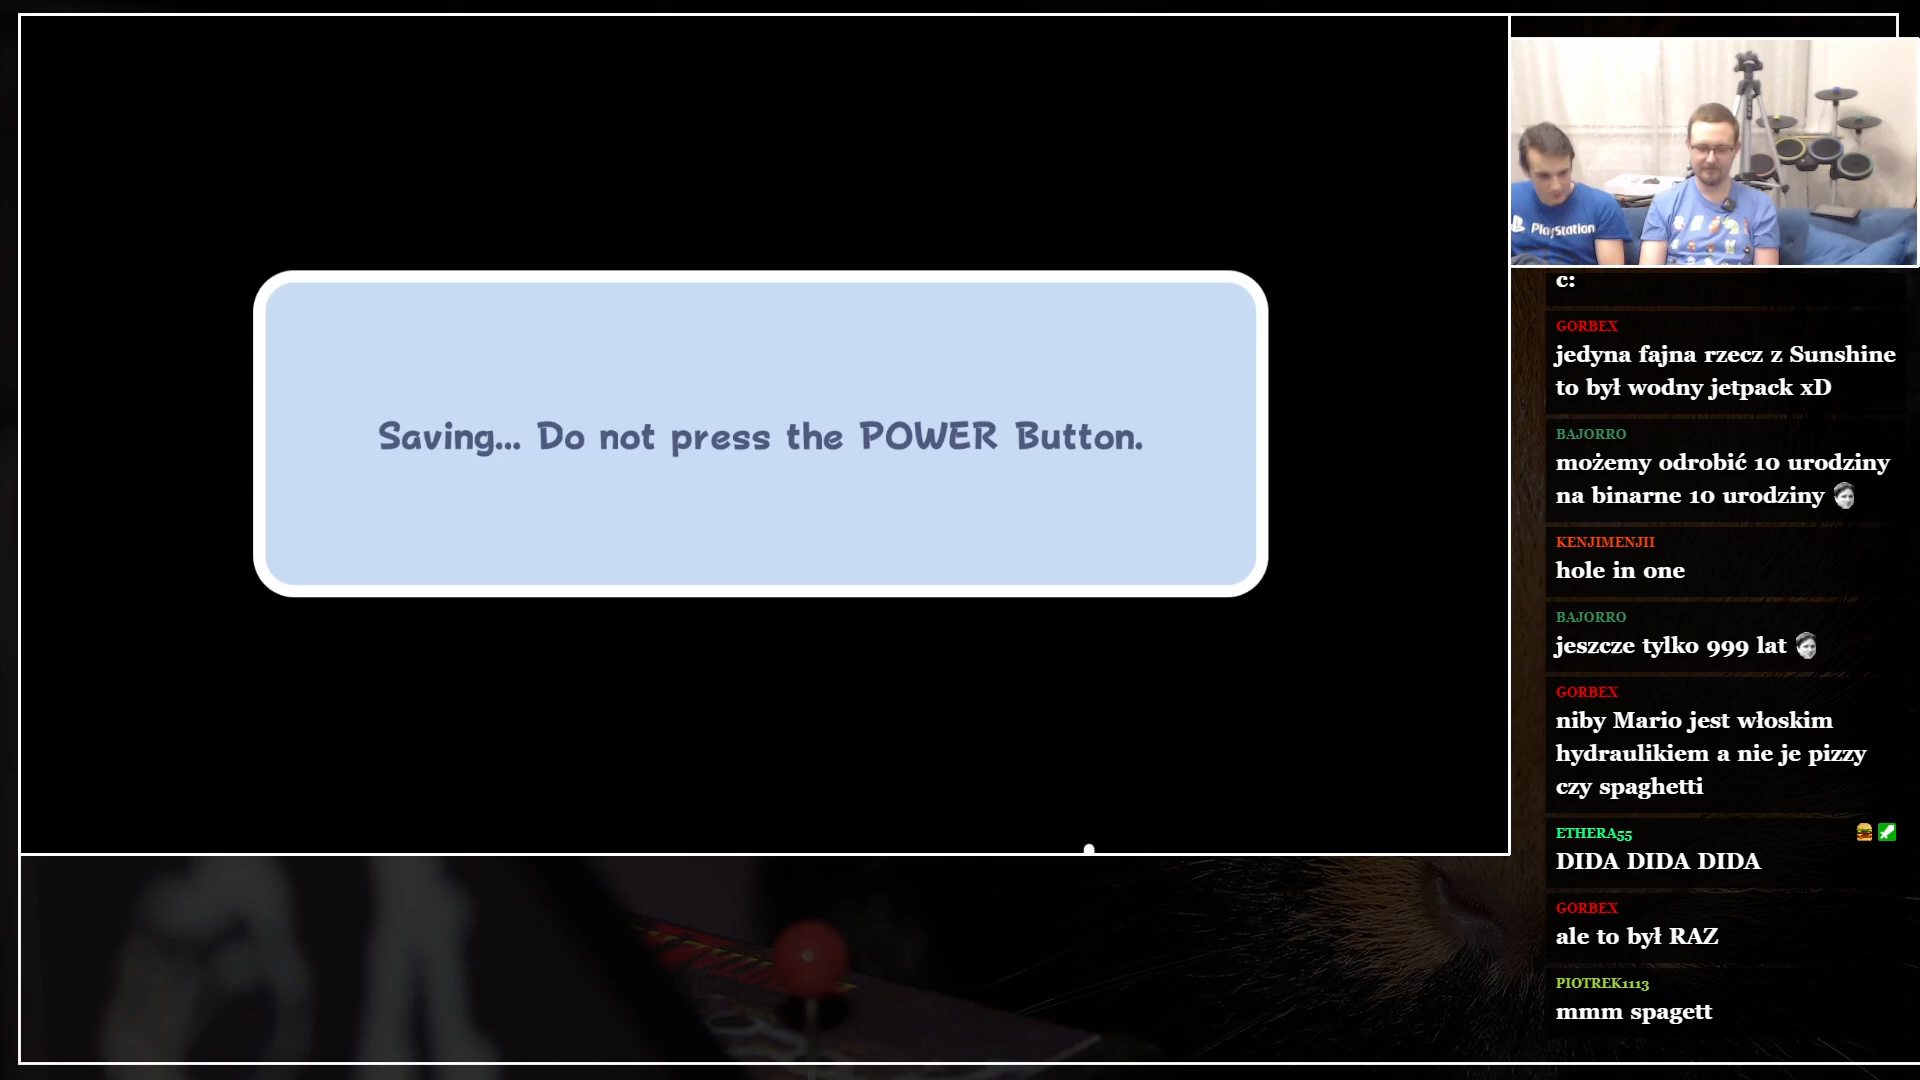 Saving... Do not press the POWER Button.
PlayStation
c:
GORBEX
jedyna fajna rzecz z Sunshine
to był wodny jetpack xD
BAJORRO
możemy odrobić 10 urodziny
na binarne 10 urodziny
KENJIMENJII
hole in one
BAJORRO
jeszcze tylko 999 lat
GORBEX
niby Mario jest włoskim
hydraulikiem a nie je pizzy
czy spaghetti
ETHERA55
DIDA DIDA DIDA
GORBEX
ale to był RAZ
PIOTREK1113
mmm spagett